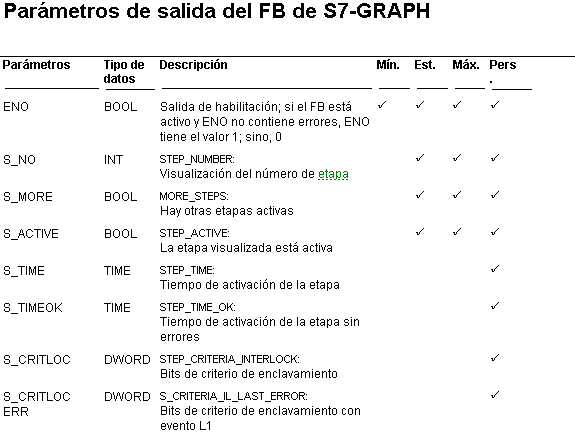 Parámetros de salida del FB de S7-GRAPH
Parámetros Tipo de datos Descripción Mín. Est. Máx. Pers.
ENO BOOL Salida de habilitación; si el FB está ✓ ✓ ✓ ✓
activo y ENO no contiene errores, ENO
tiene el valor 1; sino, 0
S_NO INT STEP_NUMBER: ✓ ✓ ✓
Visualización del número de etapa
S_MORE BOOL MORE_STEPS: ✓ ✓ ✓
Hay otras etapas activas
S_ACTIVE BOOL STEP_ACTIVE: ✓ ✓ ✓
La etapa visualizada está activa
S_TIME TIME STEP_TIME: ✓
Tiempo de activación de la etapa
S_TIMEOK TIME STEP_TIME_OK: ✓
Tiempo de activación de la etapa sin
errores
S_CRITLOC DWORD STEP_CRITERIA_INTERLOCK: ✓
Bits de criterio de enclavamiento
S_CRITLOC DWORD S_CRITERIA_IL_LAST_ERROR: ✓
ERR Bits de criterio de enclavamiento con
evento L1